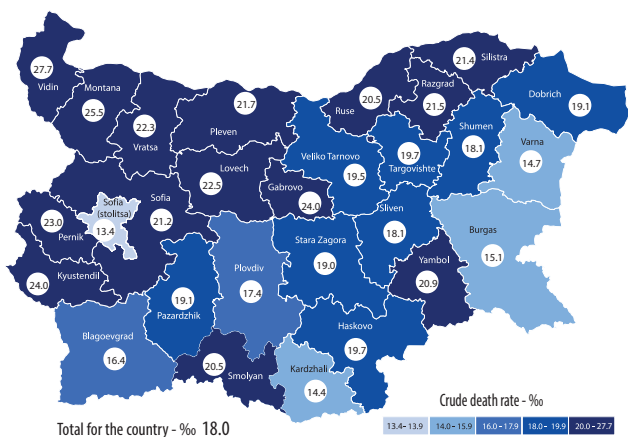 27.7
Vidin
Montana
25.5
22.3
Vratsa
21.7
Pleven
20.5
Ruse
21.4
Silistra
Razgrad
21.5
Dobrich
19.1
Shumen
18.1
Varna
14.7
Veliko Tarnovo
19.5
19.7
Targovishte
Lovech
22.5
Gabrovo
24.0
Sofia
(stolitsa)
13.4
Sofia
21.2
23.0
Pernik
24.0
Kyustendil
Sliven
18.1
Burgas
15.1
Stara Zagora
19.0
Yambol
20.9
Plovdiv
17.4
19.1
Pazardzhik
Blagoevgrad
16.4
20.5
Smolyan
Haskovo
19.7
Kardzhali
14.4
Total for the country - ‰ 18.0
Crude death rate - ‰
13.4– 13.9
14.0 – 15.9
16.0 – 17.9
18.0 – 19.9
20.0 – 27.7